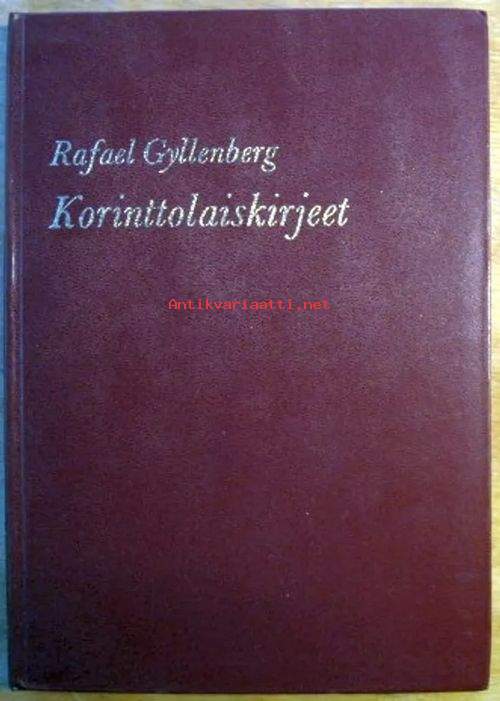 Rafael Gyllenberg
Korinttolaiskirjeet
Antikvariaatti.net